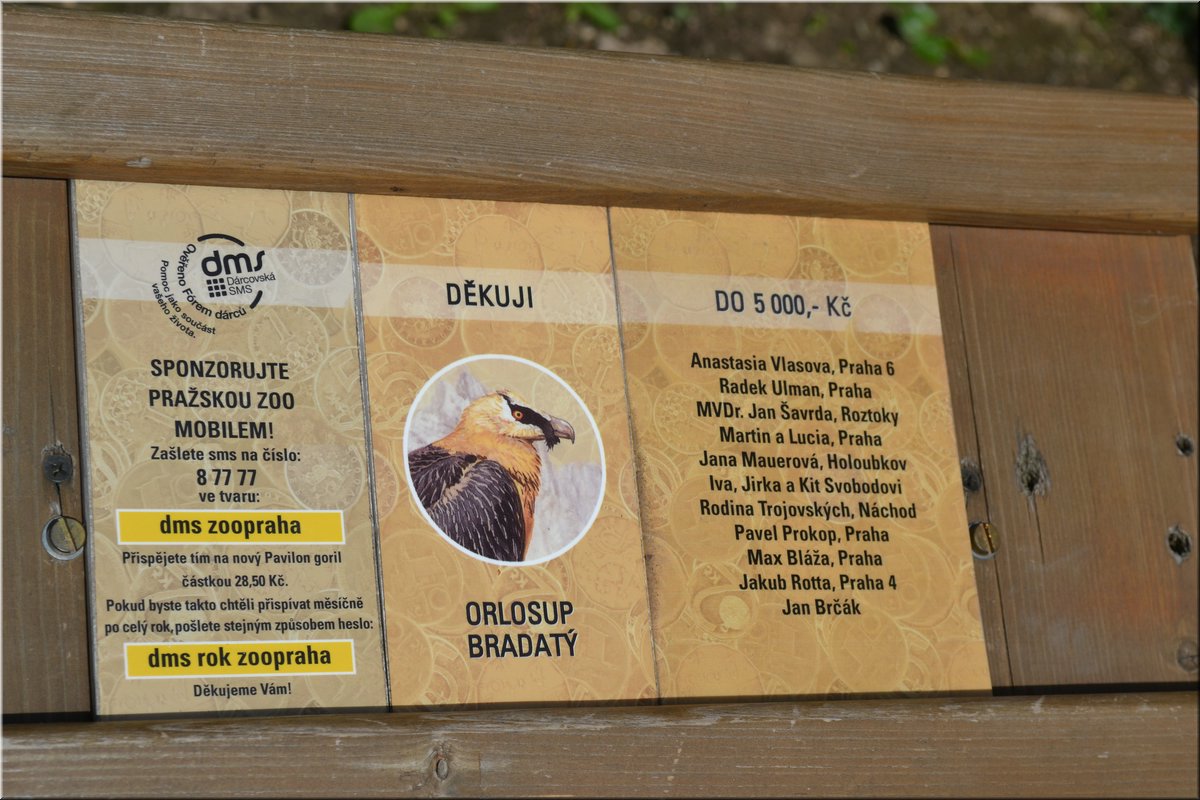 dms
Dárcovská
SMS
Ověřeno Fórem dárců
Pomoc jako součást
vašeho života.
SPONZORUJTE
PRAŽSKOU ZOO
MOBILEM!
Zašlete sms na číslo:
8 77 77
ve tvaru:
dms zoopraha
Přispějete tím na nový Pavilon goril
částkou 28,50 Kč.
Pokud byste takto chtěli přispívat měsíčně
po celý rok, pošlete stejným způsobem heslo:
dms rok zoopraha
Děkujeme Vám!
DĚKUJI
ORLOSUP
BRADATÝ
DO 5 000,- Kč
Anastasia Vlasova, Praha 6
Radek Ulman, Praha
MVDr. Jan Šavrda, Roztoky
Martin a Lucia, Praha
Jana Mauerová, Holoubkov
Iva, Jirka a Kit Svobodovi
Rodina Trojovských, Náchod
Pavel Prokop, Praha
Max Bláža, Praha
Jakub Rotta, Praha 4
Jan Brčák